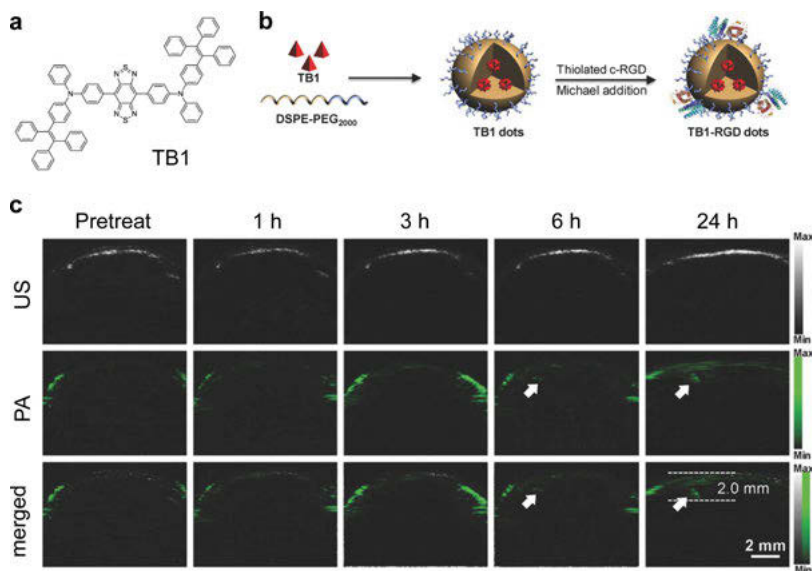 a
N N
S
N
N
N N
S
TB1
b
TB1
DSPE-PEG2000
TB1 dots
Thiolated c-RGD
Michael addition
TB1-RGD dots
c
Pretreat 1 h 3 h 6 h 24 h
US
Max
Min
PA
Max
Min
merged
2.0 mm
2 mm
Max
Min